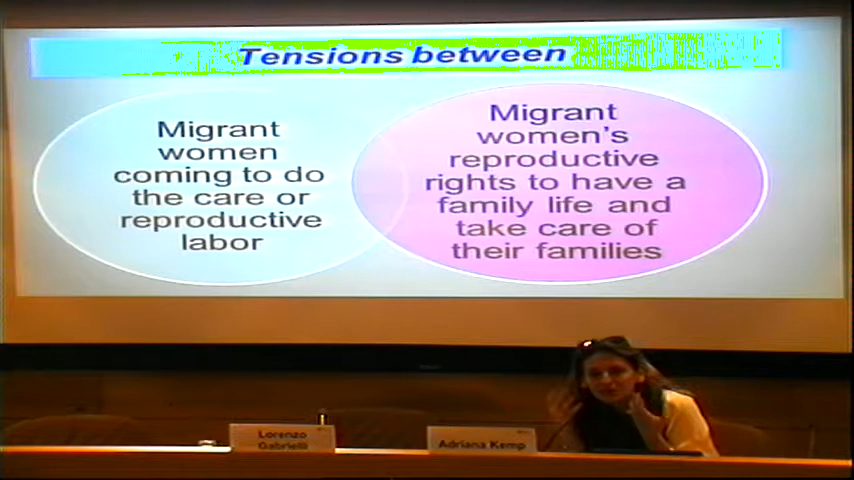 Tensions between
Migrant
women
coming to do
the care or
reproductive
labor
Migrant
women's
reproductive
rights to have a
family life and
take care of
their families
Lorenzo
Gabrielli
Adriana Kemp